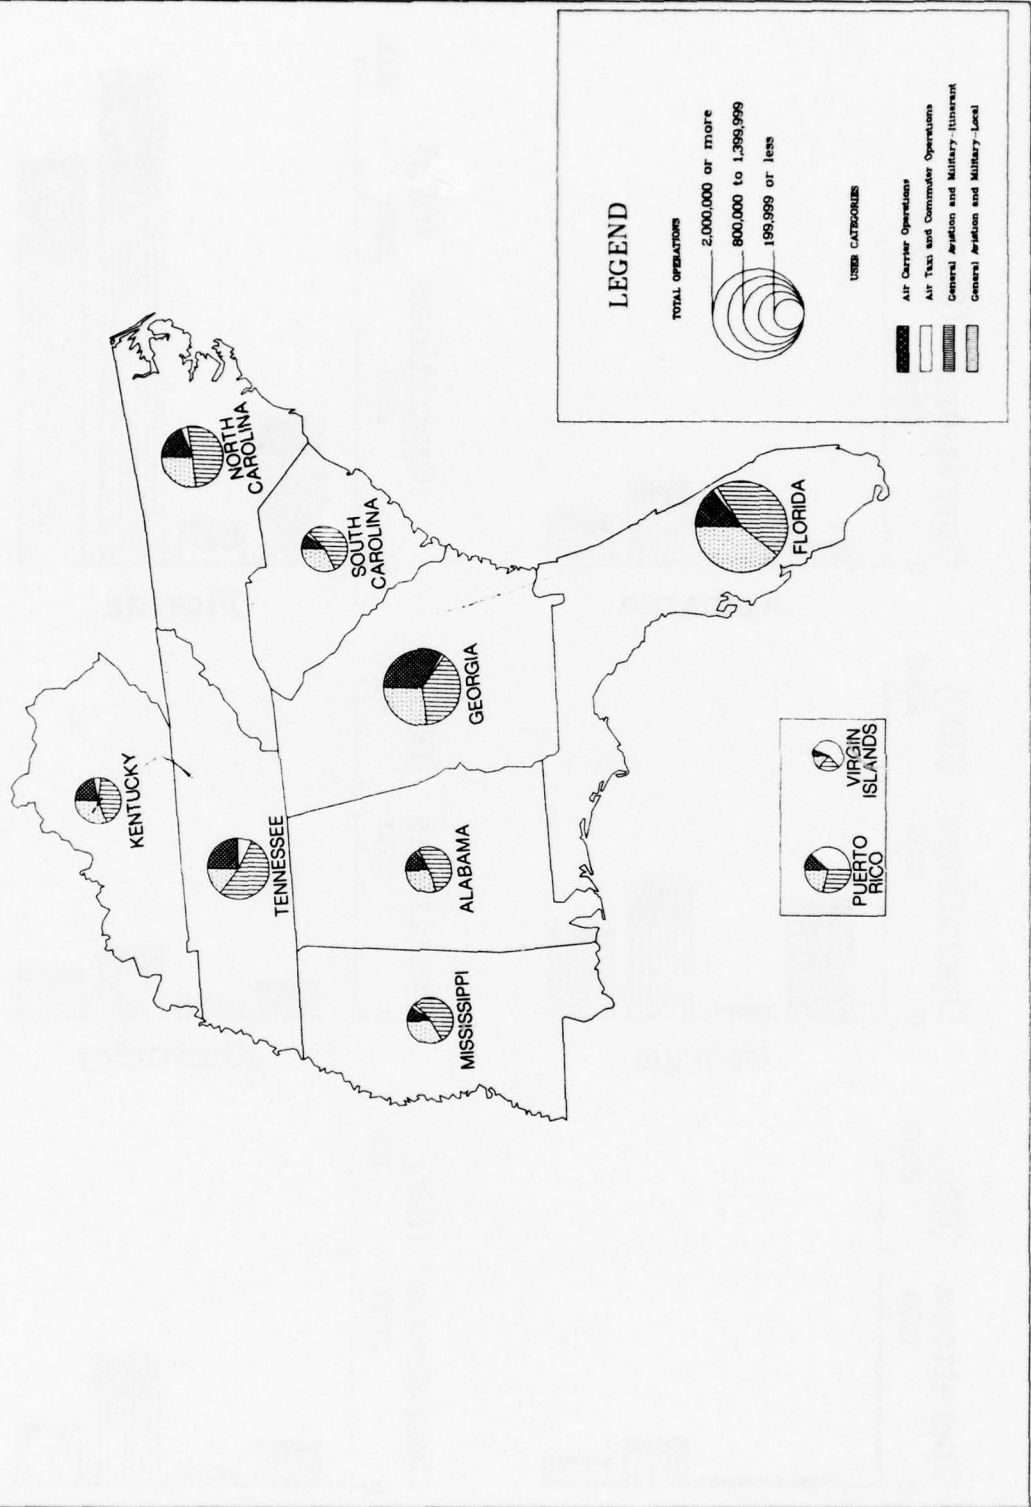 KENTUCKY
TENNESSEE
NORTH
CAROLINA
SOUTH
CAROLINA
MISSISSIPPI
ALABAMA
GEORGIA
FLORIDA
PUERTO
RICO
VIRGIN
ISLANDS
LEGEND
TOTAL OPERATIONS
2,000,000 or more
800,000 to 1,399,999
199,999 or less
USER CATEGORIES
Air Carrier Operations
Air Taxi and Commuter Operations
General Aviation and Military-Itinerant
General Aviation and Military-Local